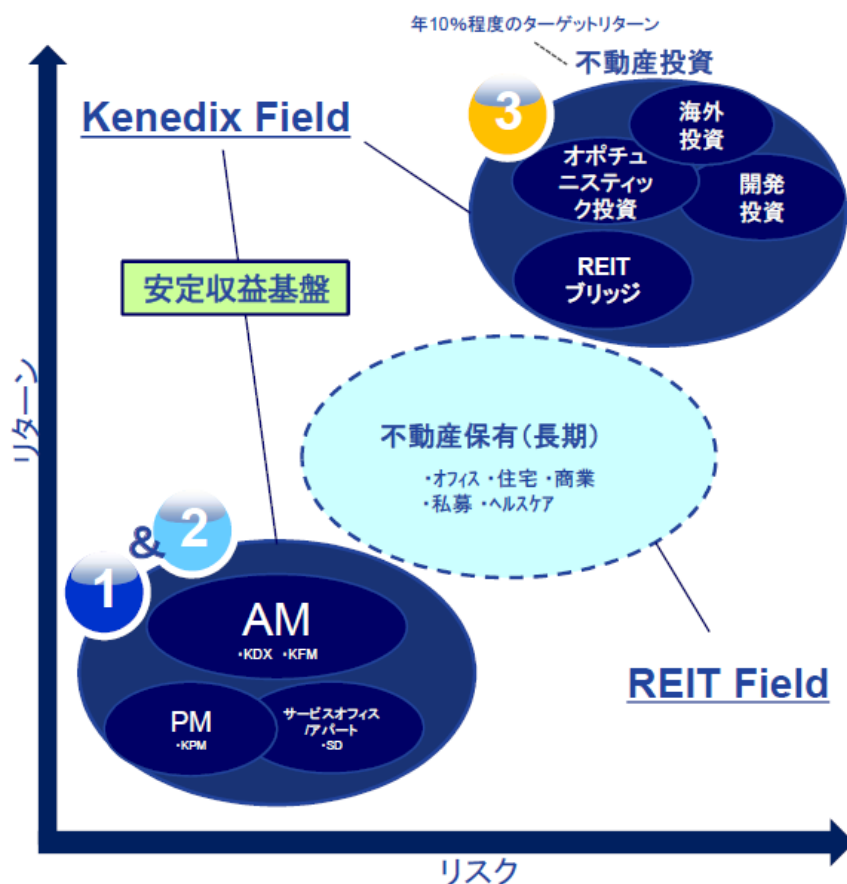 年10%程度のターゲットリターン
不動産投資
3
Kenedix Field
海外
投資
オポチュ
ニスティッ
ク投資
開発
投資
REIT
ブリッジ
安定収益基盤
リターン
不動産保有(長期)
・オフィス ・住宅 ・商業
・私募 ・ヘルスケア
1
&
2
AM
・KDX ・KFM
PM
・KPM
サービスオフィス
/アパート
・SD
REIT Field
リスク